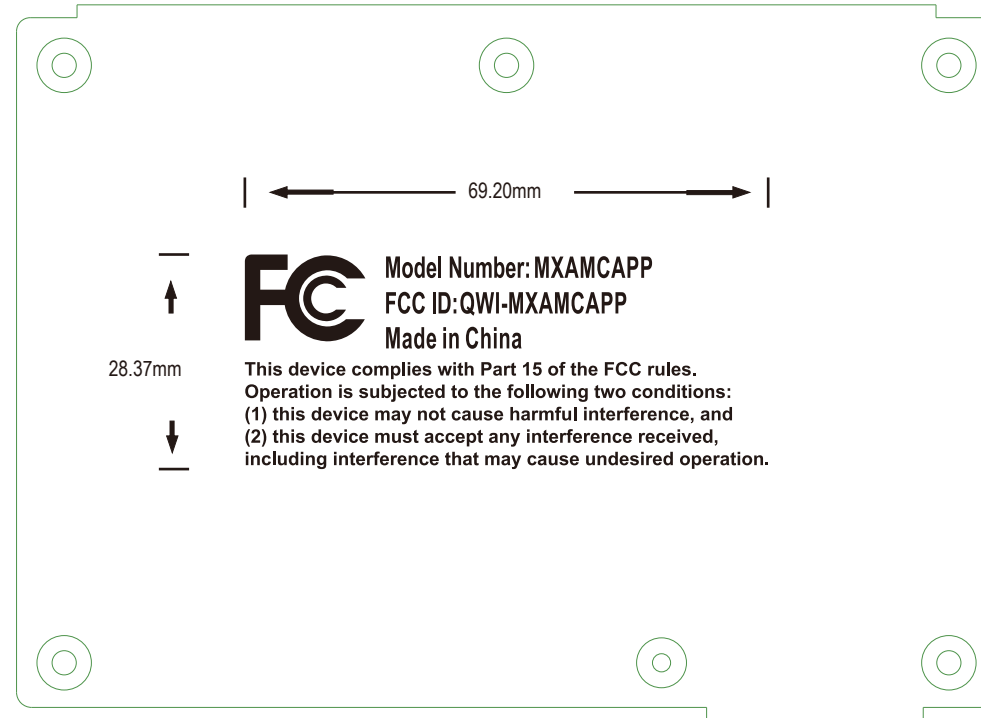 69.20mm
FCC
Model Number: MXAMCAPP
FCC ID:QWI-MXAMCAPP
Made in China
28.37mm
This device complies with Part 15 of the FCC rules.
Operation is subjected to the following two conditions:
(1) this device may not cause harmful interference, and
(2) this device must accept any interference received,
including interference that may cause undesired operation.